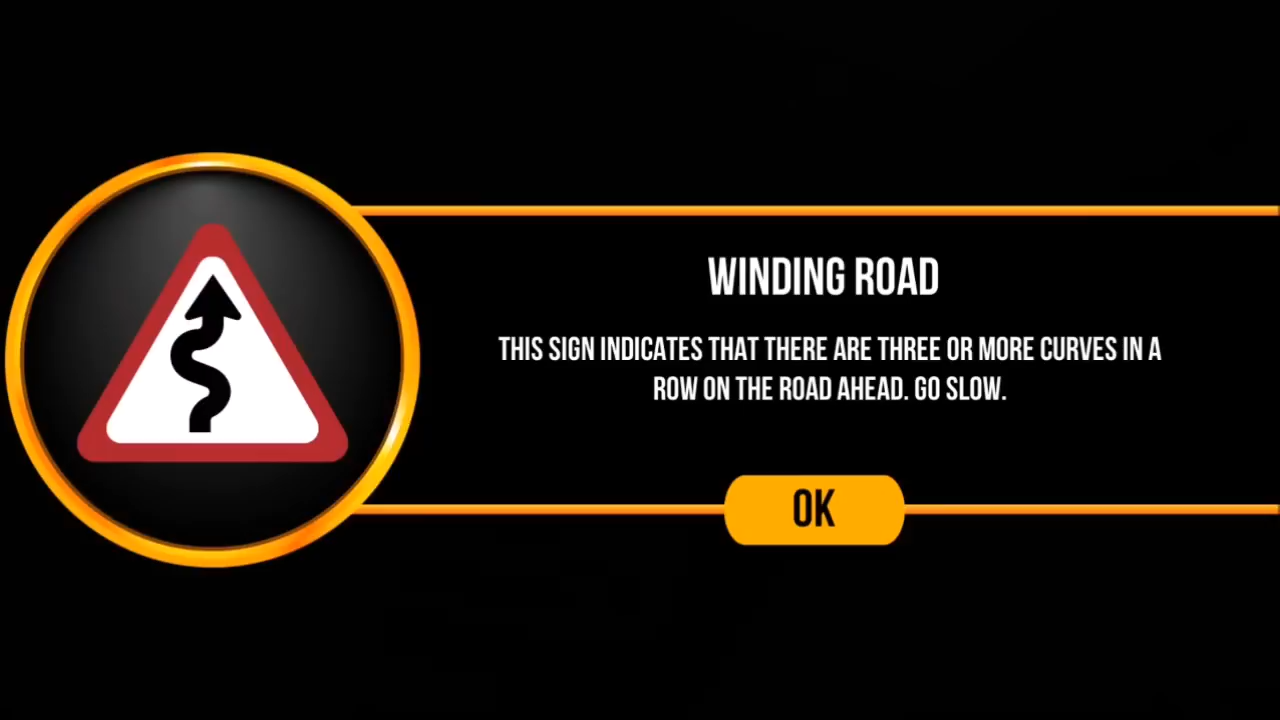 WINDING ROAD
THIS SIGN INDICATES THAT THERE ARE THREE OR MORE CURVES IN A
ROW ON THE ROAD AHEAD. GO SLOW.
OK